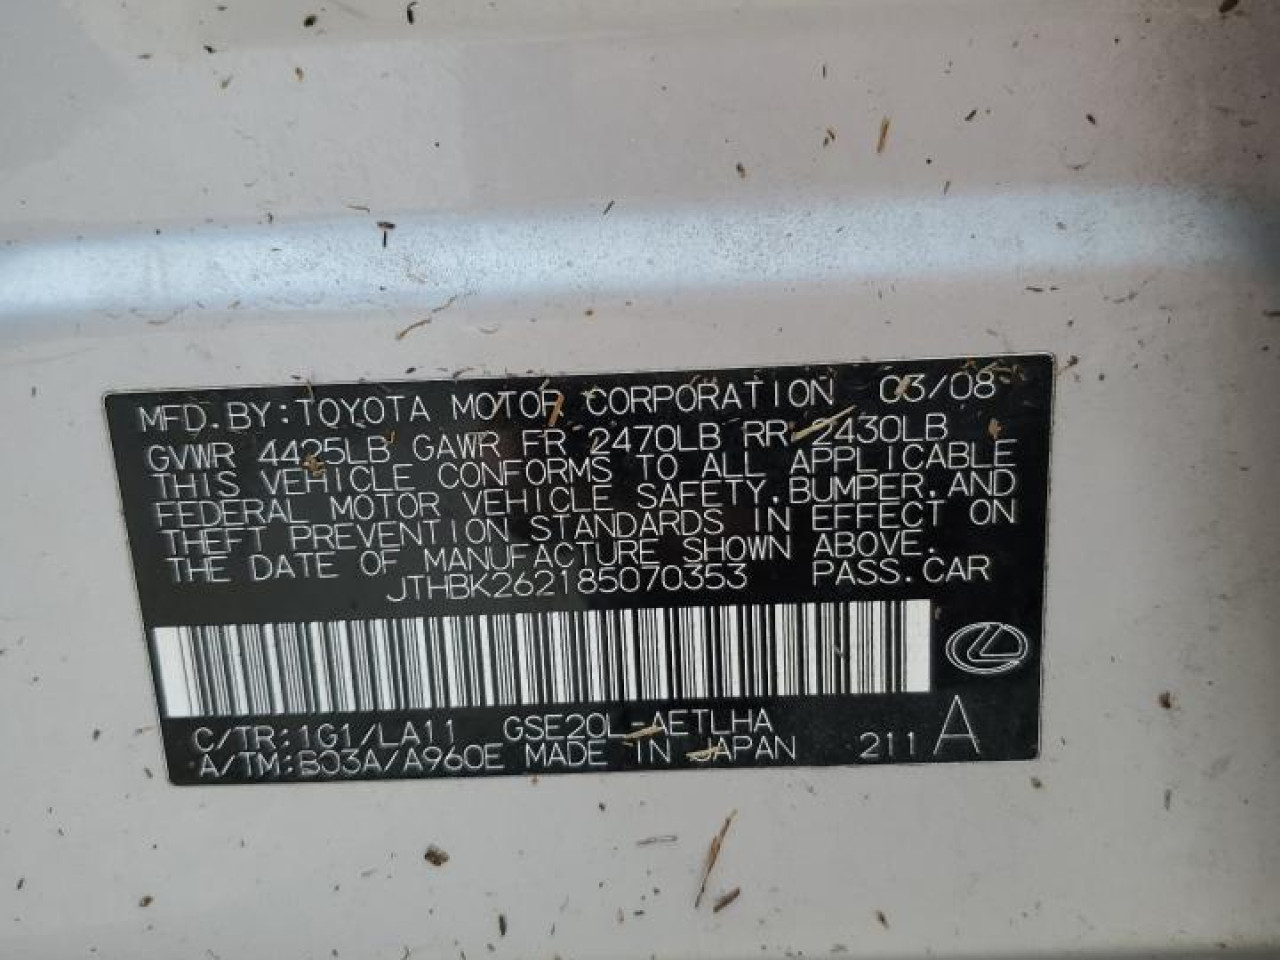 MFD.BY:TOYOTA MOTOR CORPORATION 03/08
GVWR 4425LB GAWR FR 2470LB RR 2430LB
THIS VEHICLE CONFORMS TO ALL APPLICABLE
FEDERAL MOTOR VEHICLE SAFETY,BUMPER,AND
THEFT PREVENTION STANDARDS IN EFFECT ON
THE DATE OF MANUFACTURE SHOWN ABOVE.
JTHBK262185070353 PASS.CAR
C/TR:1G1/LA11 GSE20L-AETLHA
A/TM:B03A/A960E MADE IN JAPAN 211 A